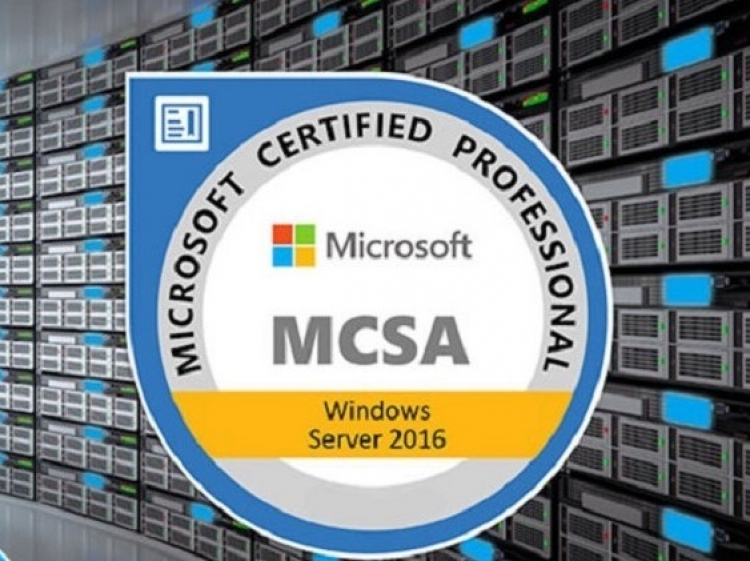 MICROSOFT CERTIFIED PROFESSIONAL
Microsoft
MCSA
Windows
Server 2016